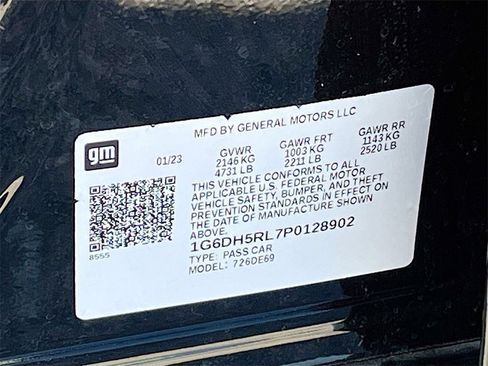 MFD BY GENERAL MOTORS LLC
gm
01/23
GVWR GAWR FRT GAWR RR
2146 KG 1003 KG 1143 KG
4731 LB 2211 LB 2520 LB
THIS VEHICLE CONFORMS TO ALL
APPLICABLE U.S. FEDERAL MOTOR
VEHICLE SAFETY, BUMPER, AND THEFT
PREVENTION STANDARDS IN EFFECT ON
THE DATE OF MANUFACTURE SHOWN
ABOVE.
1G6DH5RL7P0128902
TYPE: PASS CAR
MODEL: 726DE69
8555